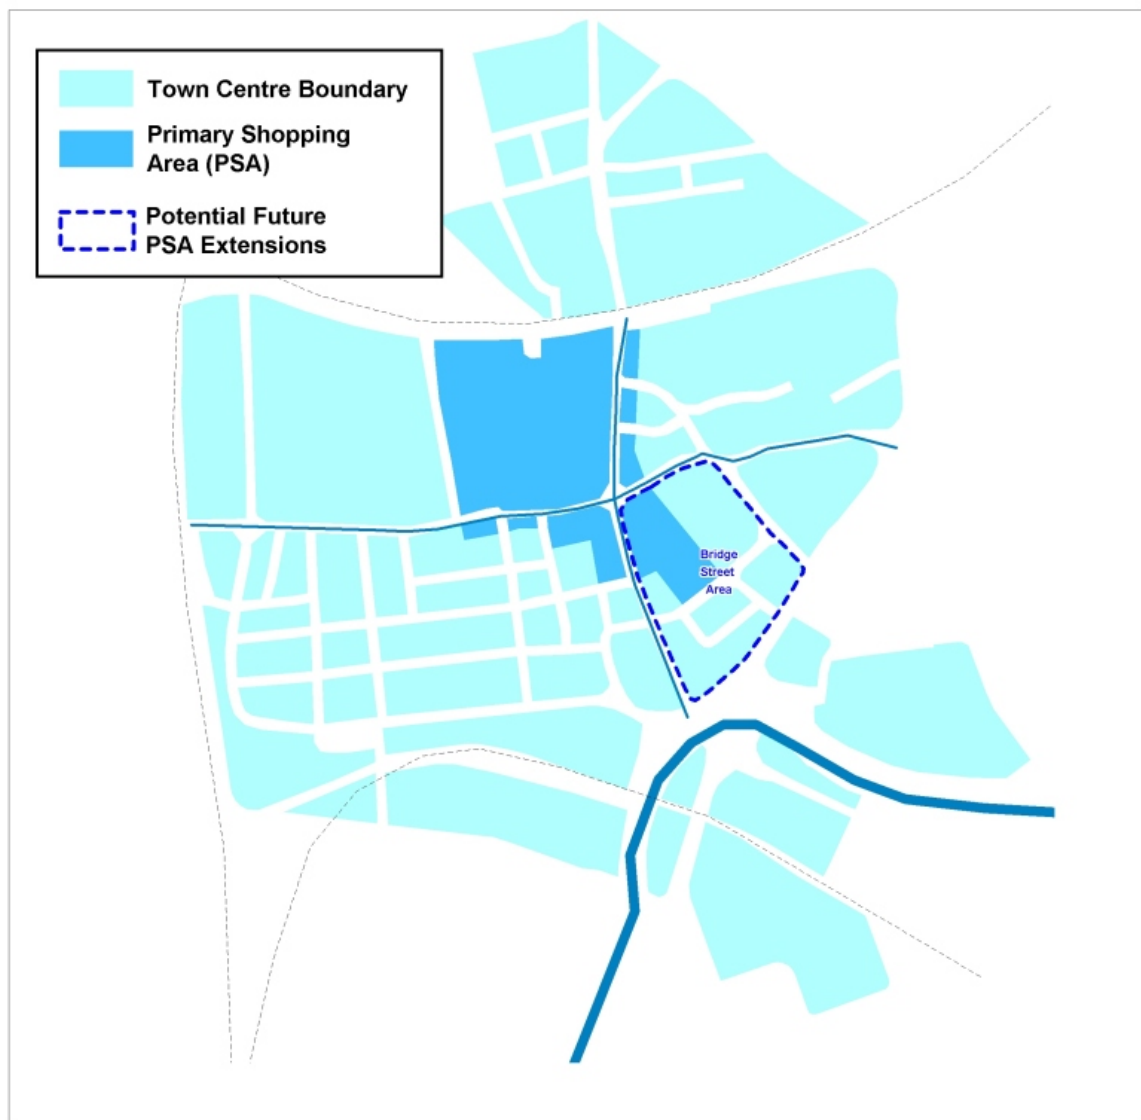 Town Centre Boundary
Primary Shopping
Area (PSA)
Potential Future
PSA Extensions
Bridge
Street
Area